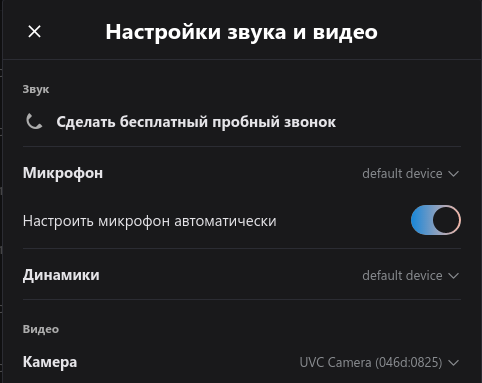 Настройки звука и видео
Звук
Сделать бесплатный пробный звонок
Микрофон default device
Настроить микрофон автоматически
Динамики default device
Видео
Камера UVC Camera (046d:0825)